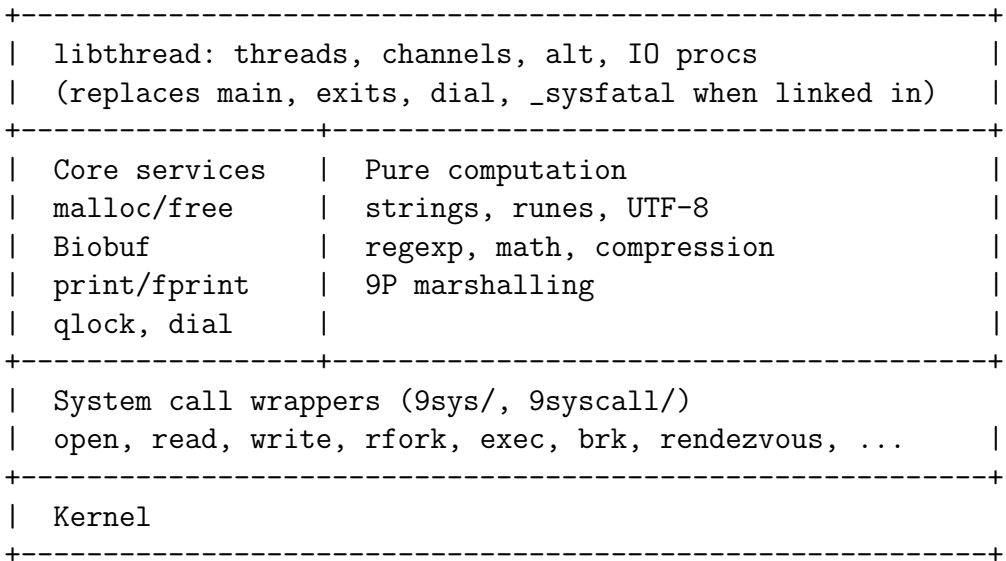 +----------------------------------------------------------+
|  libthread: threads, channels, alt, IO procs             |
|  (replaces main, exits, dial, _sysfatal when linked in)  |
+------------------+---------------------------------------+
|  Core services   |  Pure computation                     |
|  malloc/free     |  strings, runes, UTF-8                |
|  Biobuf          |  regexp, math, compression            |
|  print/fprint    |  9P marshalling                       |
|  qlock, dial     |                                       |
+------------------+---------------------------------------+
|  System call wrappers (9sys/, 9syscall/)
|  open, read, write, rfork, exec, brk, rendezvous, ...    |
+----------------------------------------------------------+
|  Kernel
+----------------------------------------------------------+